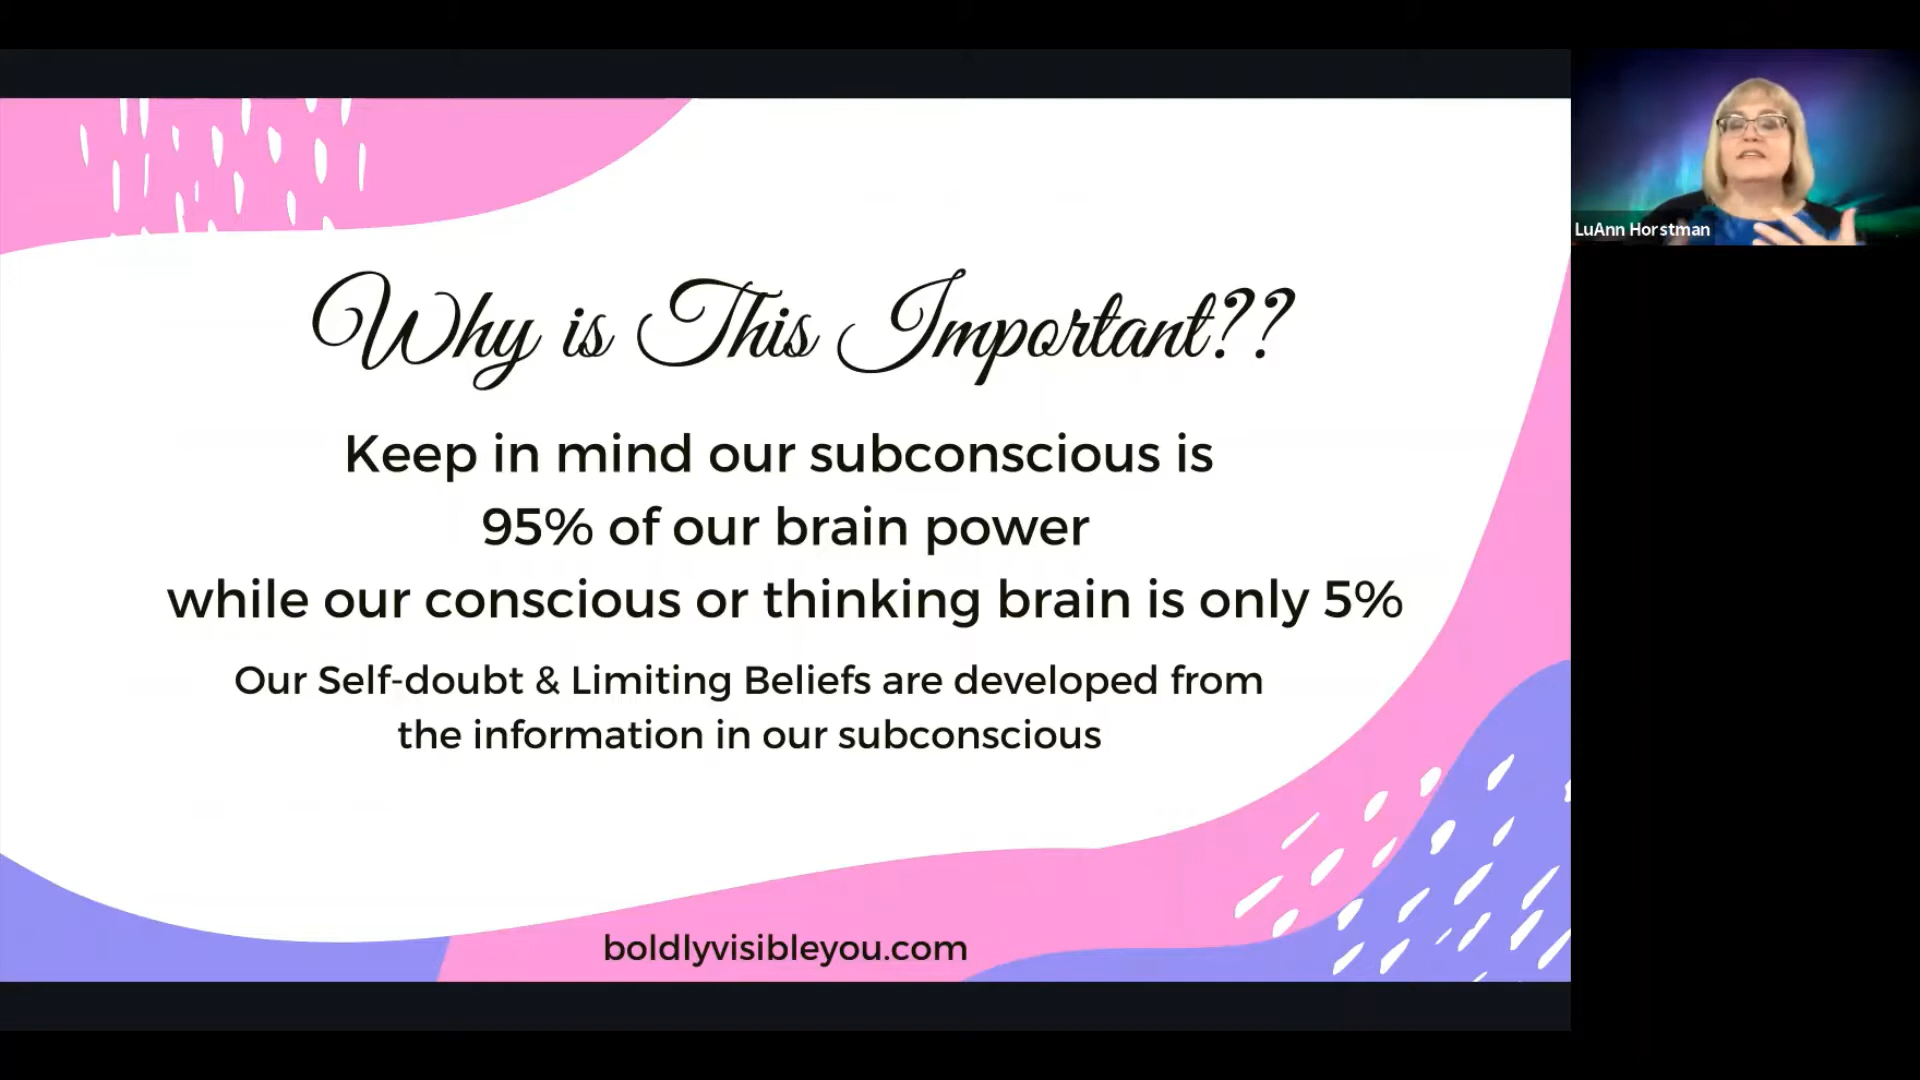 Why is This Important??
Keep in mind our subconscious is
95% of our brain power
while our conscious or thinking brain is only 5%
Our Self-doubt & Limiting Beliefs are developed from
the information in our subconscious
boldlyvisibleyou.com
LuAnn Horstman